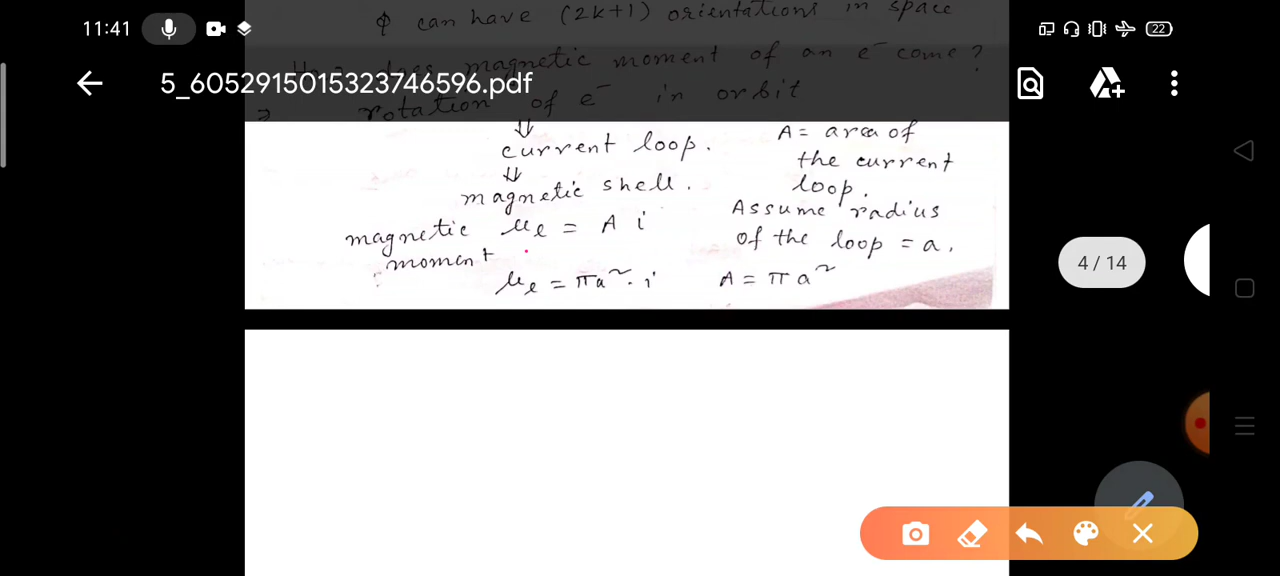 11:41
22
φ can have (2k+1) orientations in space
does magnetic moment of an e⁻ come?
5_6052915015323746596.pdf
rotation of e⁻ in orbit
⇓
current loop.
⇓
magnetic shell.
magnetic μₑ = A i
moment
μₑ = πa². i
A = area of
the current
loop.
Assume radius
of the loop = a.
A = πa²
4 / 14